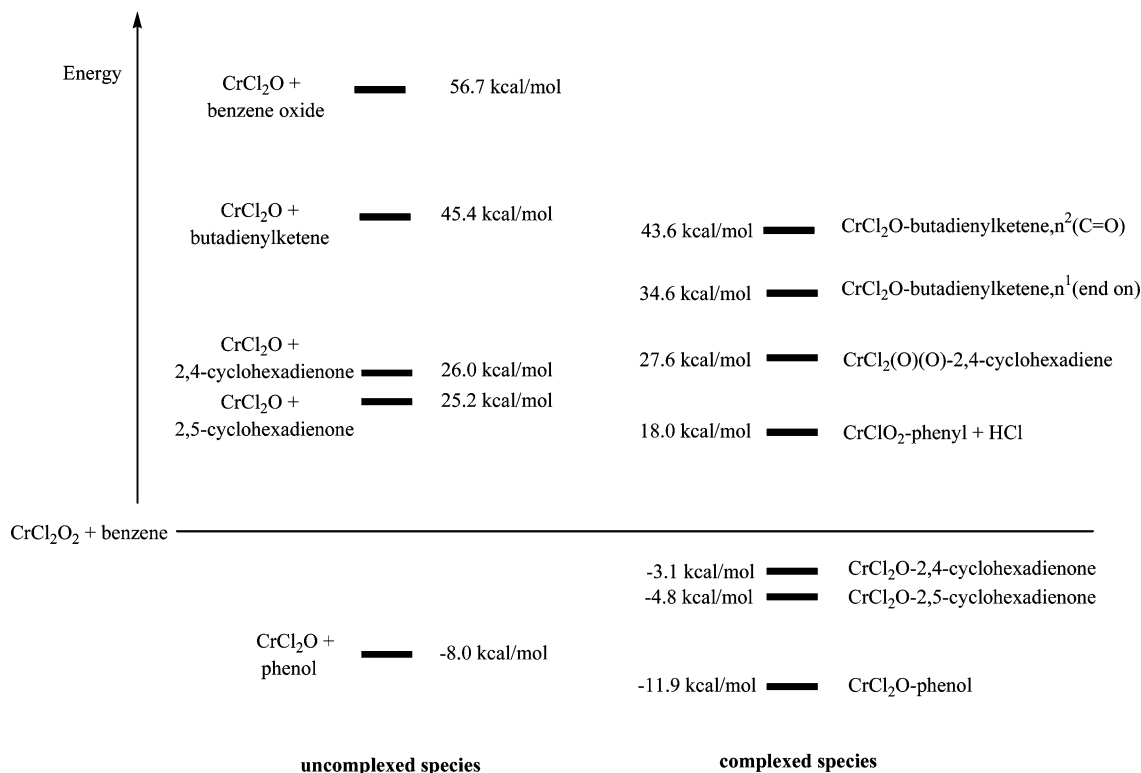 Energy
CrCl₂O +
benzene oxide
56.7 kcal/mol
CrCl₂O +
butadienylketene
45.4 kcal/mol
43.6 kcal/mol
CrCl₂O-butadienylketene,n²(C=O)
34.6 kcal/mol
CrCl₂O-butadienylketene,n¹(end on)
CrCl₂O +
2,4-cyclohexadienone
26.0 kcal/mol
27.6 kcal/mol
CrCl₂(O)(O)-2,4-cyclohexadiene
CrCl₂O +
2,5-cyclohexadienone
25.2 kcal/mol
18.0 kcal/mol
CrClO₂-phenyl + HCl
CrCl₂O₂ + benzene
-3.1 kcal/mol
CrCl₂O-2,4-cyclohexadienone
-4.8 kcal/mol
CrCl₂O-2,5-cyclohexadienone
CrCl₂O +
phenol
-8.0 kcal/mol
-11.9 kcal/mol
CrCl₂O-phenol
uncomplexed species
complexed species